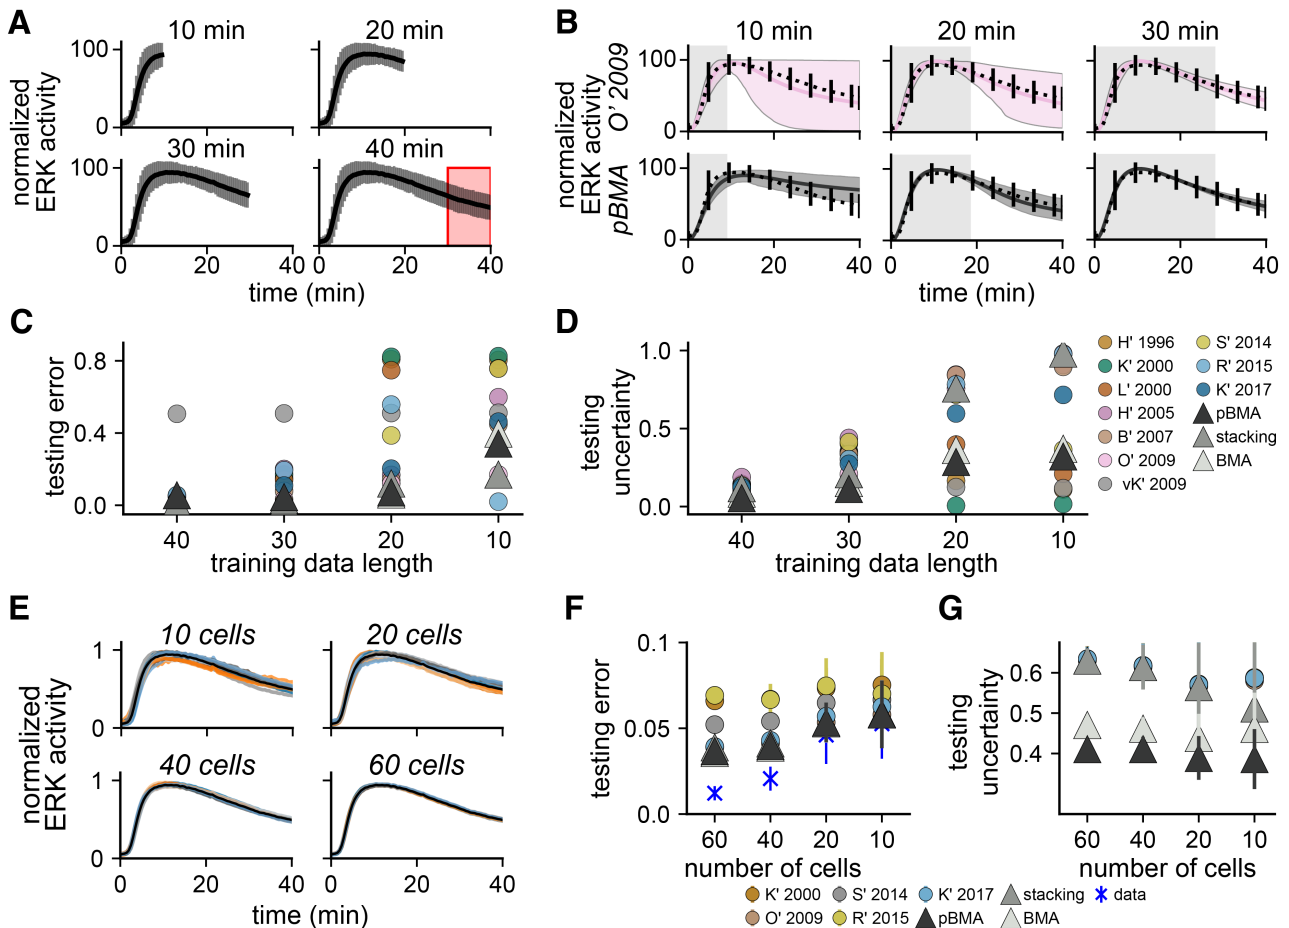 A
10 min
20 min
normalized
ERK activity
100
0
30 min
40 min
100
0
0
20
40
0
20
40
time (min)
B
10 min
20 min
30 min
normalized
ERK activity
O’ 2009
100
0
pBMA
100
0
0
20
40
0
20
40
0
20
40
time (min)
C
testing error
0.8
0.4
0.0
40
30
20
10
training data length
D
testing
uncertainty
1.0
0.5
0.0
40
30
20
10
training data length
H' 1996
K' 2000
L' 2000
H' 2005
B' 2007
O' 2009
vK' 2009
S' 2014
R' 2015
K' 2017
pBMA
stacking
BMA
E
10 cells
20 cells
normalized
ERK activity
1
0
40 cells
60 cells
1
0
0
20
40
0
20
40
time (min)
F
testing error
0.1
0.05
0.0
60
40
20
10
number of cells
G
testing
uncertainty
0.6
0.5
0.4
60
40
20
10
number of cells
K' 2000
S' 2014
K' 2017
stacking
data
O' 2009
R' 2015
pBMA
BMA